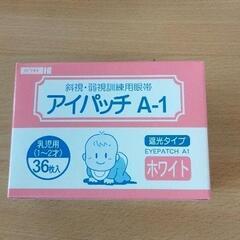 斜視・弱視訓練用眼帯
アイパッチ A-1
乳児用
(1〜2才)
36枚入
遮光タイプ
EYEPATCH A1
ホワイト